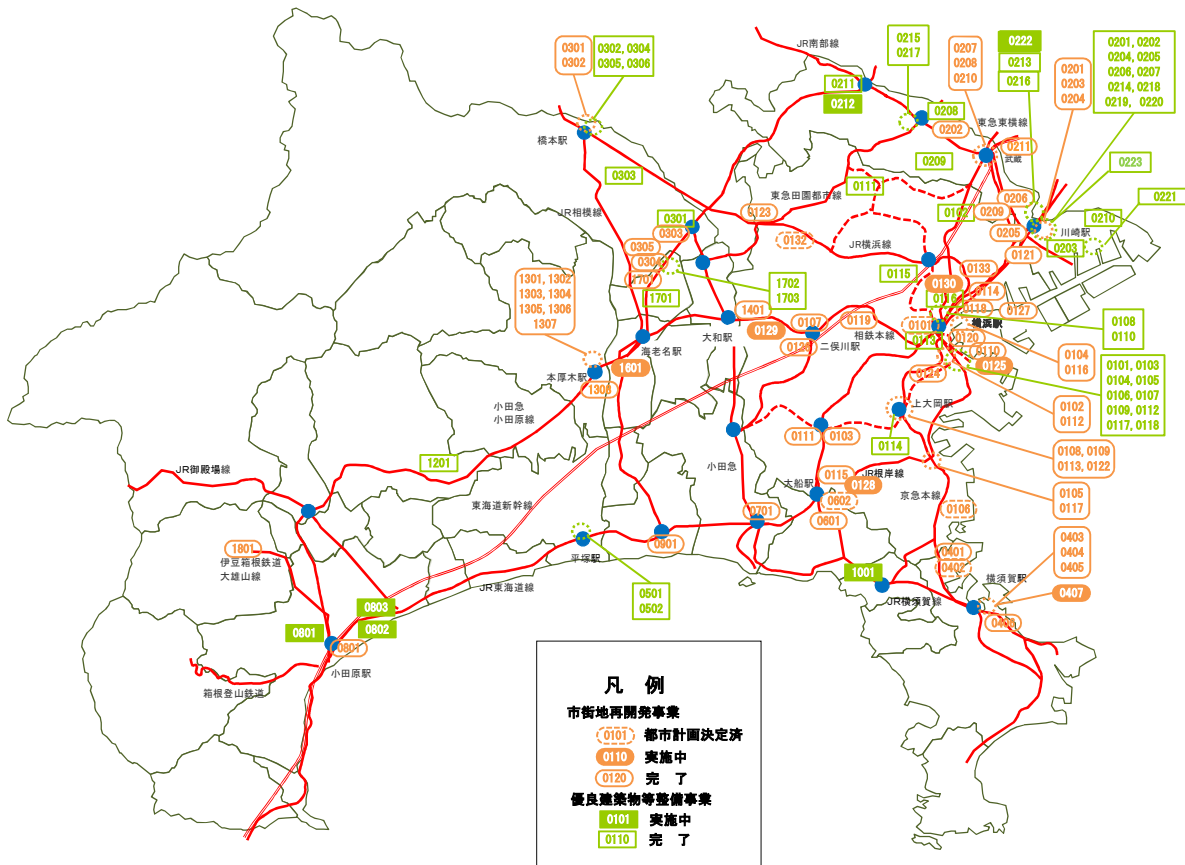 JR南部線
0301
0302
0302, 0304
0305, 0306
0215
0217
0207
0208
0210
0222
0213
0216
0201
0203
0204
0201, 0202
0204, 0205
0206, 0207
0214, 0218
0219, 0220
0211
0212
0208
0202
東急東横線
0211
武蔵
橋本駅
0209
0223
0221
0303
東急田園都市線
0111
JR相模線
0301
0303
0123
0206
0209
0205
0210
川崎駅
0203
0305
0132
JR横浜線
0121
1301, 1302
1303, 1304
1305, 1306
1307
1702
1703
0115
0133
0130
0114
1701
1401
0107
0119
0127
横浜駅
0108
0110
大和駅
0129
二俣川駅
相鉄本線
0101
0120
0110
0104
0116
海老名駅
1601
0125
0101, 0103
0104, 0105
0106, 0107
0109, 0112
0117, 0118
本厚木駅
小田急
小田原線
0102
0112
上大岡駅
0111
0103
0114
0108, 0109
0113, 0122
1201
JR御殿場線
小田急
0115
JR根岸線
0128
大船駅
0602
0601
京急本線
0105
0117
東海道新幹線
0701
0106
0901
平塚駅
0401
0402
0403
0404
0405
横須賀駅
0407
1801
伊豆箱根鉄道
大雄山線
JR東海道線
0501
0502
1001
JR横須賀線
0803
0802
0801
0801
小田原駅
箱根登山鉄道
凡 例
市街地再開発事業
0101 都市計画決定済
0110 実施中
0120 完 了
優良建築物等整備事業
0101 実施中
0110 完 了